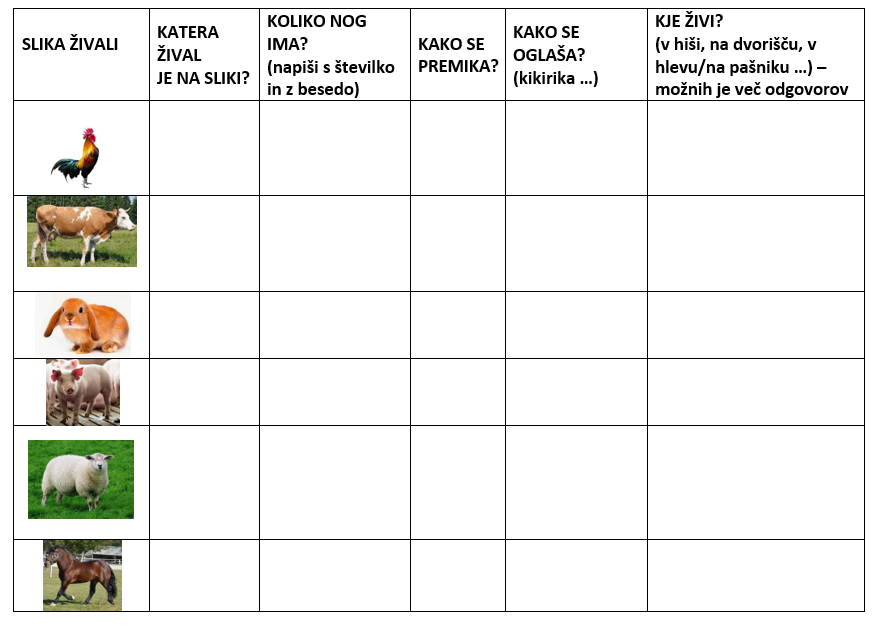 SLIKA ŽIVALI
KATERA
ŽIVAL
JE NA SLIKI?
KOLIKO NOG
IMA?
(napiši s številko
in z besedo)
KAKO SE
PREMIKA?
KAKO SE
OGLAŠA?
(kikirika …)
KJE ŽIVI?
(v hiši, na dvorišču, v
hlevu/na pašniku …) –
možnih je več odgovorov